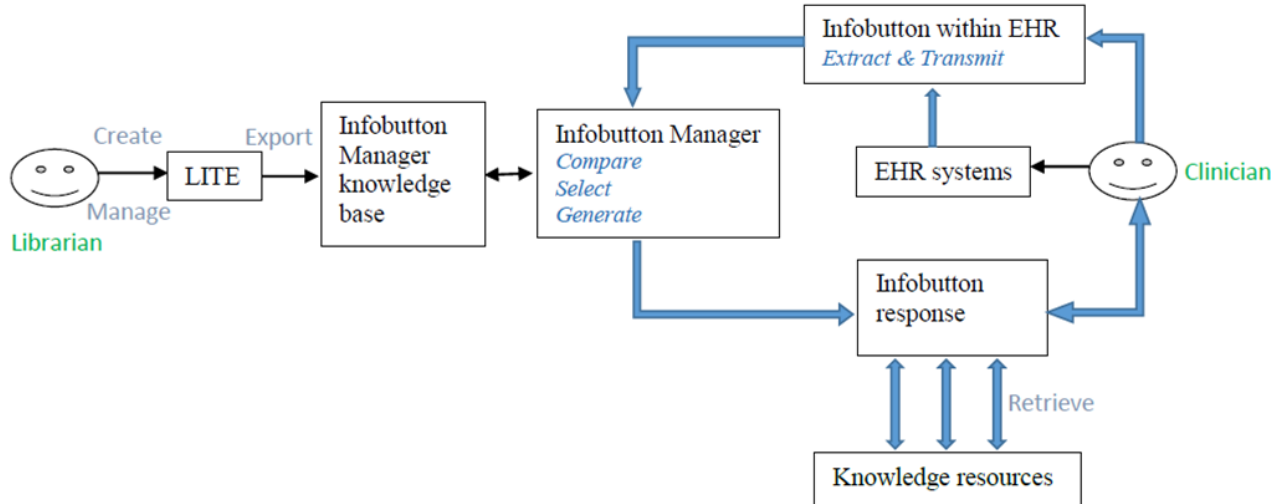 Infobutton within EHR
Extract & Transmit
Create
Export
Infobutton
Manager
knowledge
base
Infobutton Manager
Compare
Select
Generate
LITE
EHR systems
Clinician
Manage
Librarian
Infobutton
response
Retrieve
Knowledge resources